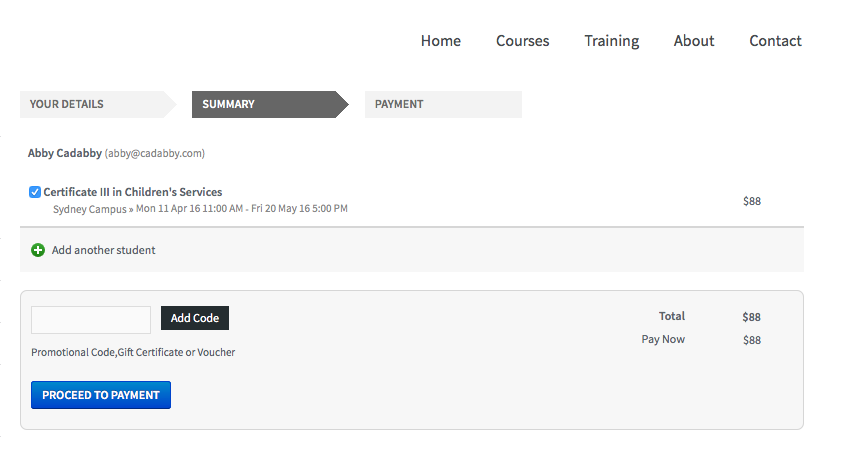 Home Courses Training About Contact
YOUR DETAILS SUMMARY PAYMENT
Abby Cadabby (abby@cadabby.com)
Certificate III in Children's Services
Sydney Campus » Mon 11 Apr 16 11:00 AM - Fri 20 May 16 5:00 PM
$88
Add another student
Add Code
Total $88
Pay Now $88
Promotional Code,Gift Certificate or Voucher
PROCEED TO PAYMENT